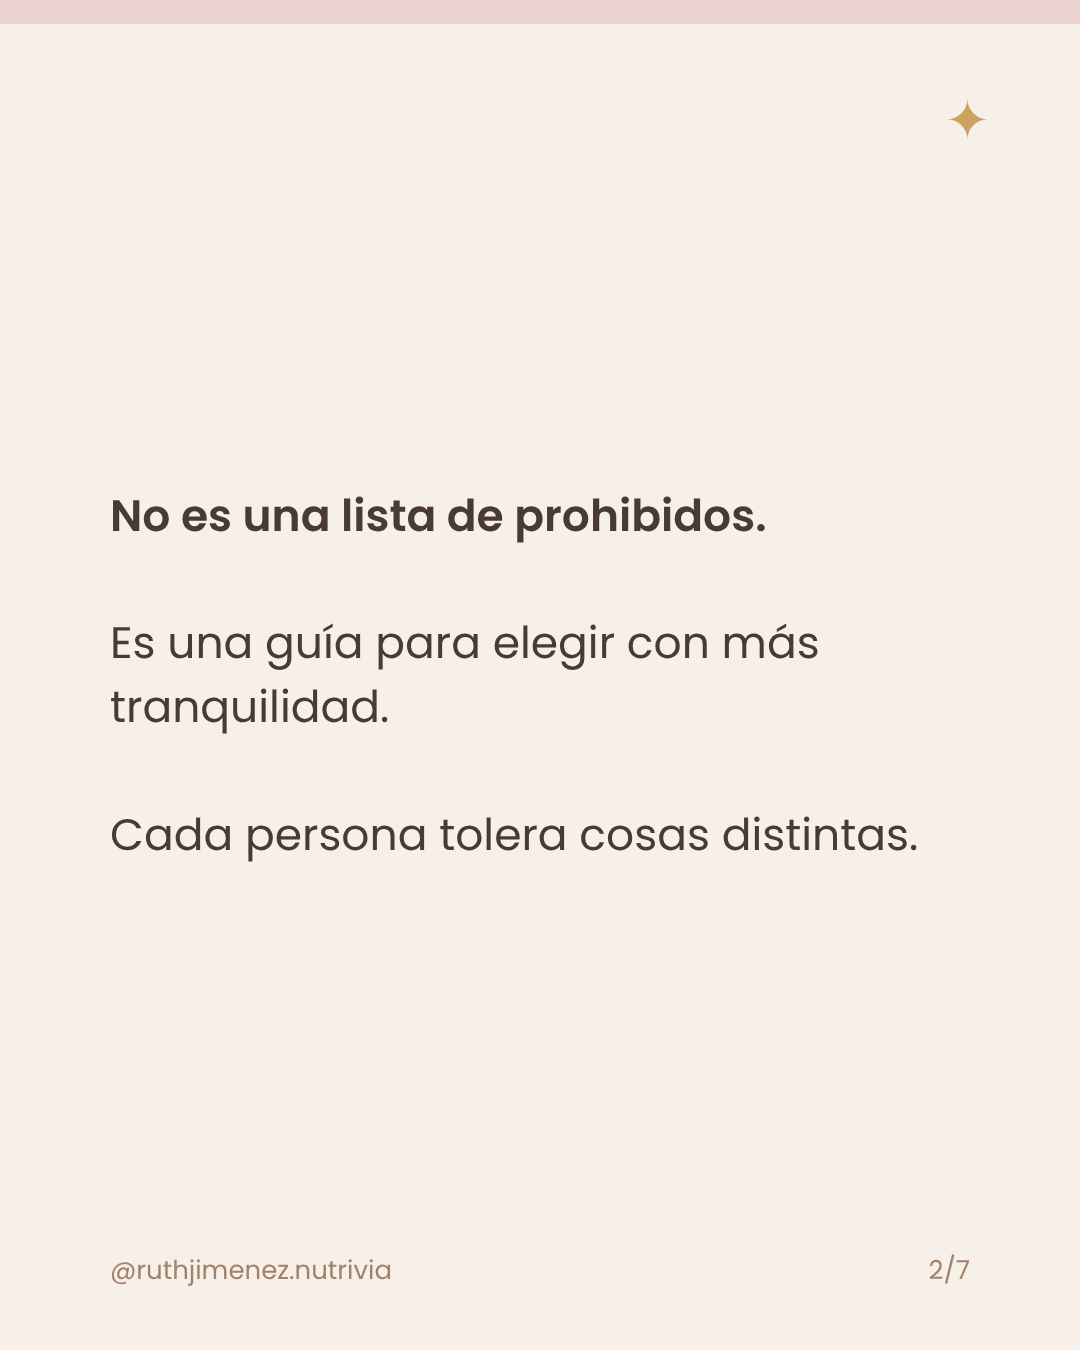 No es una lista de prohibidos.
Es una guía para elegir con más
tranquilidad.
Cada persona tolera cosas distintas.
@ruthjimenez.nutrivia
2/7